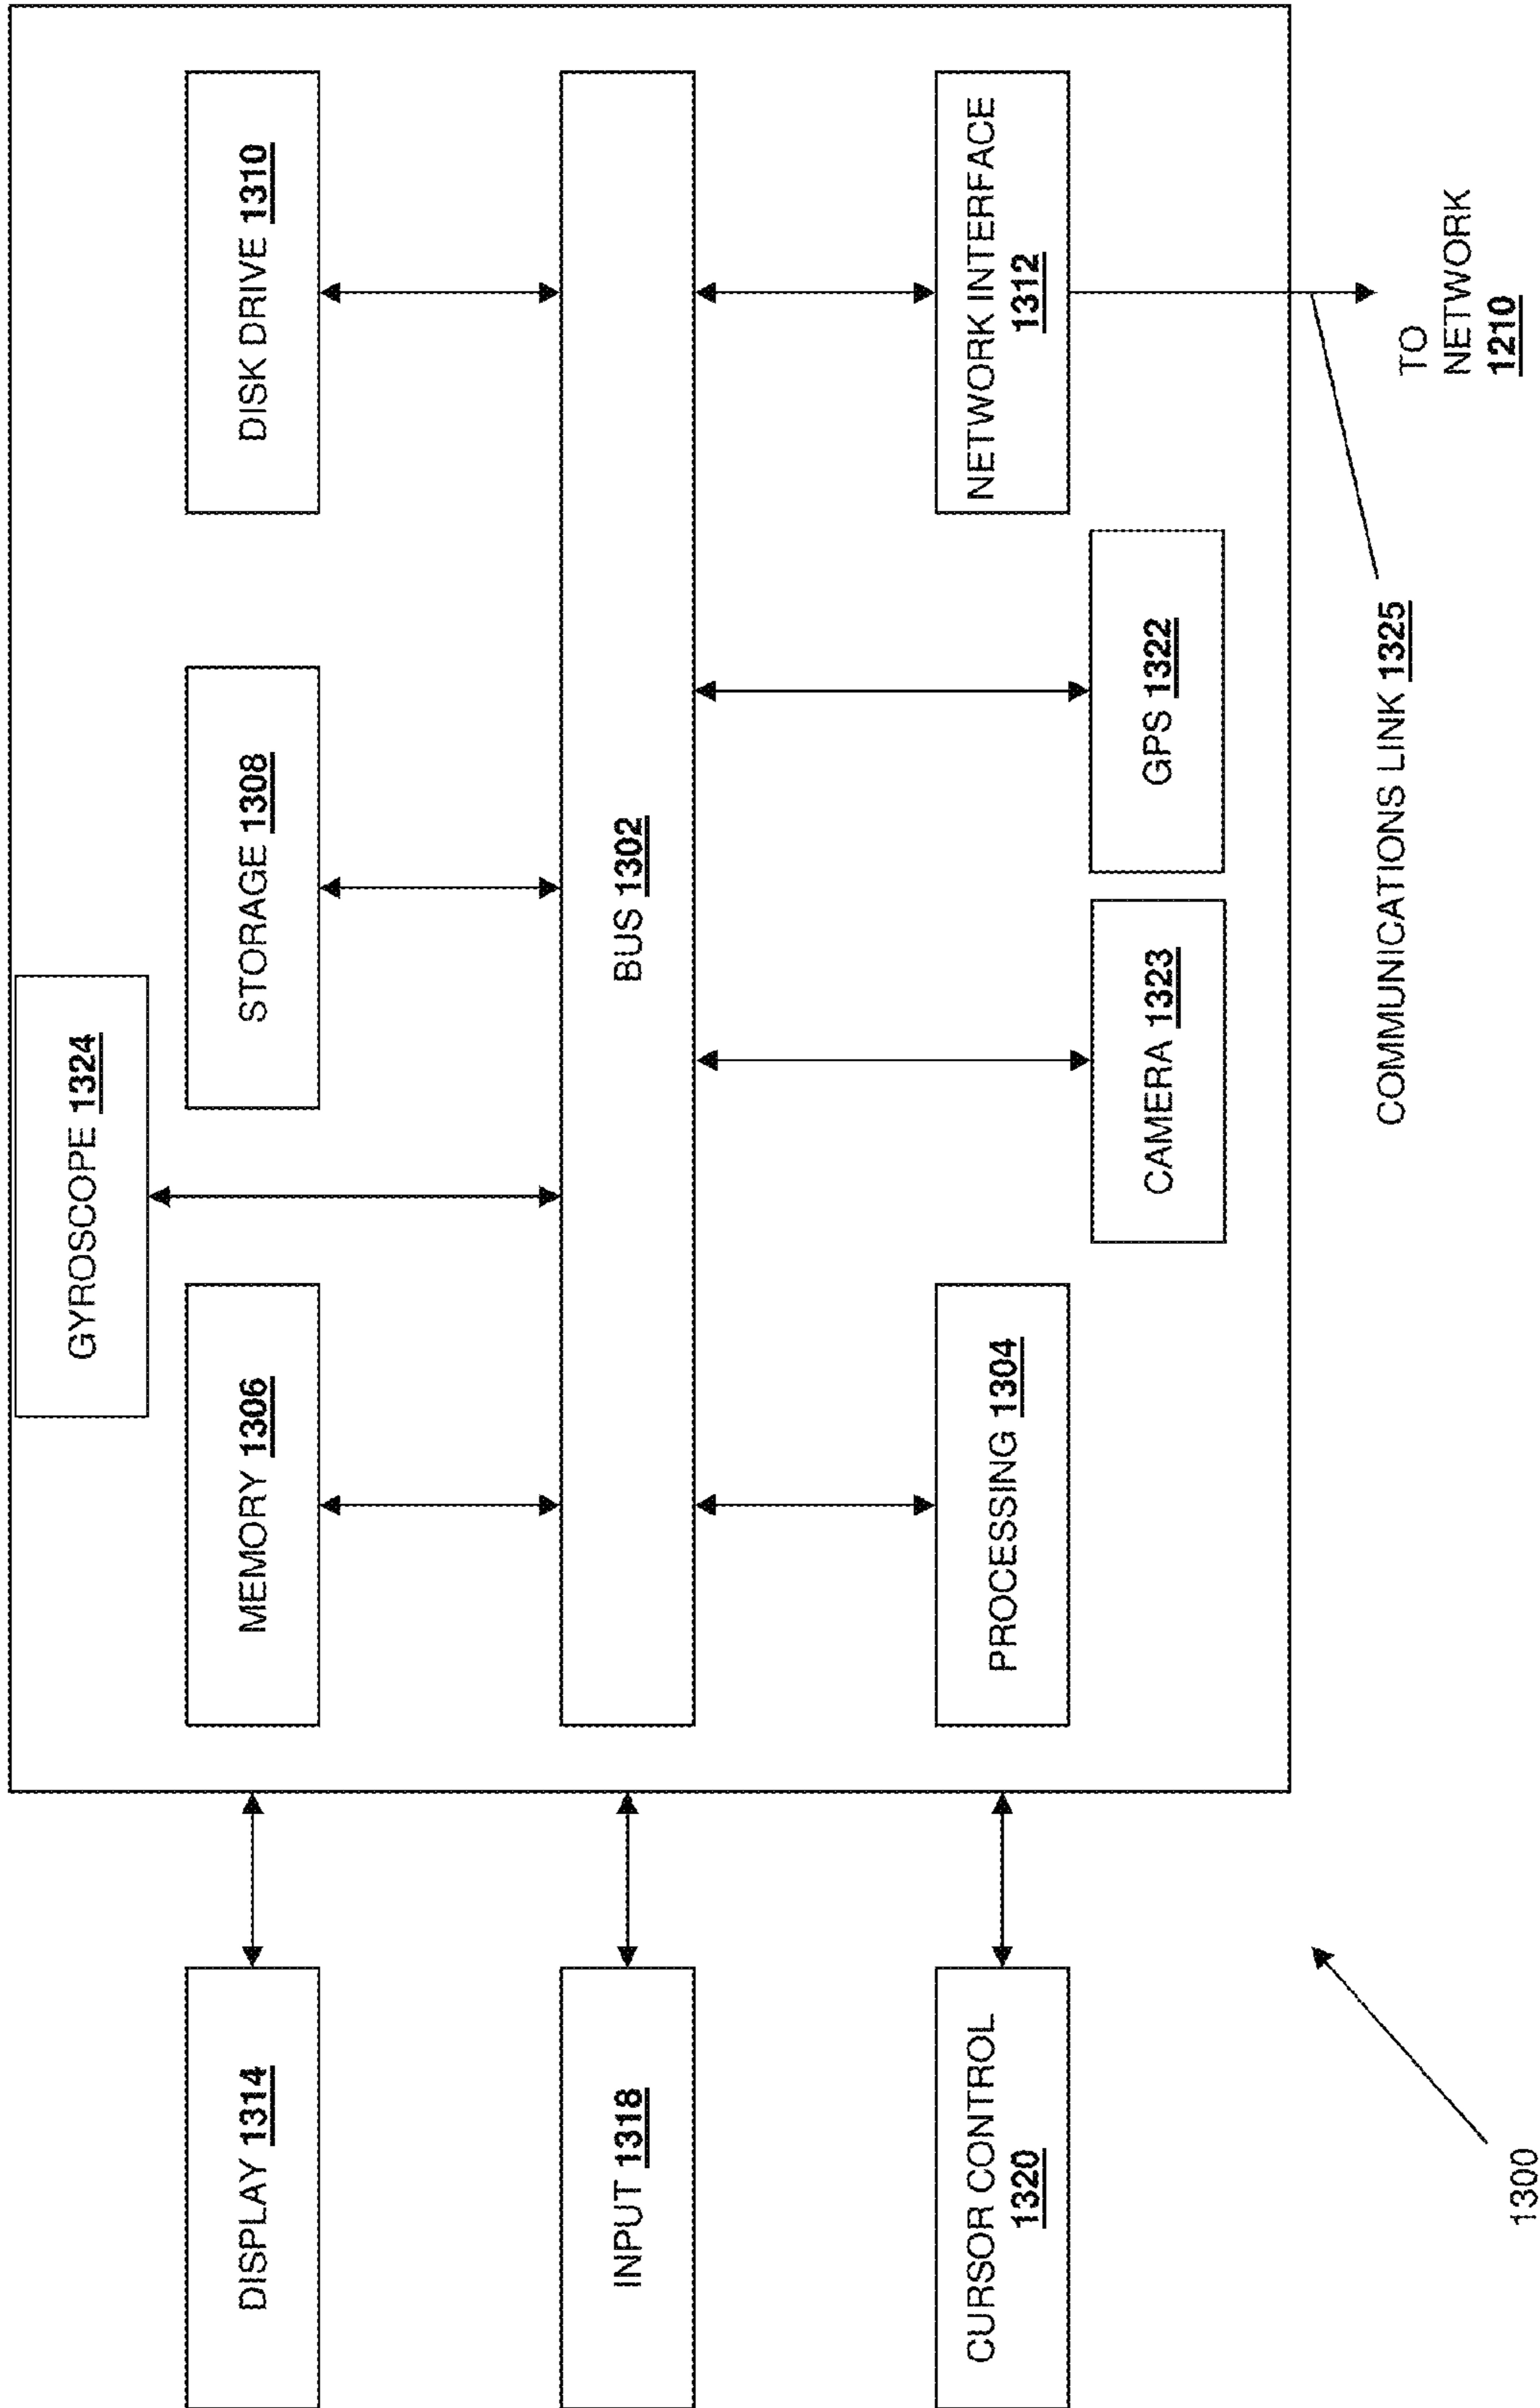 GYROSCOPE 1324
DISPLAY 1314
MEMORY 1306
STORAGE 1308
DISK DRIVE 1310
INPUT 1318
BUS 1302
CURSOR CONTROL
1320
PROCESSING 1304
NETWORK INTERFACE
1312
CAMERA 1323
GPS 1322
COMMUNICATIONS LINK 1325
TO
NETWORK
1210
1300